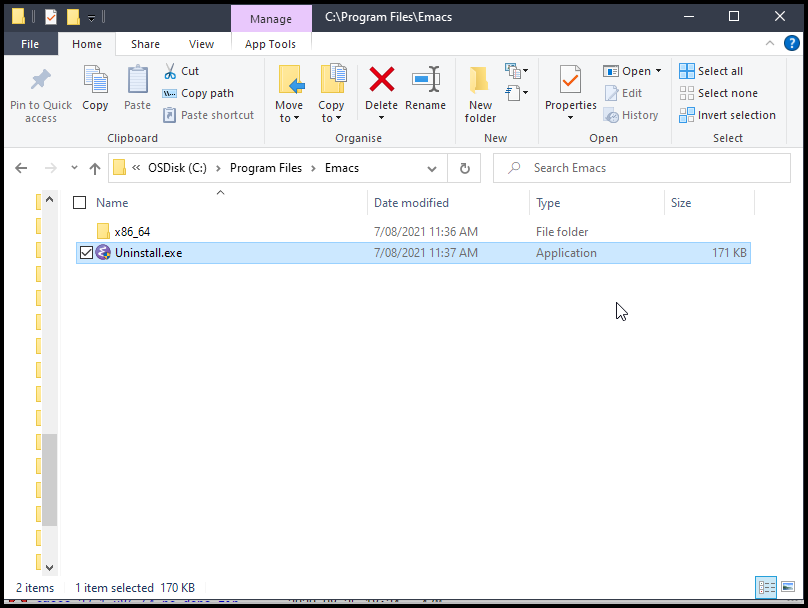 Manage
C:\Program Files\Emacs
File
Home
Share
View
App Tools
Pin to Quick access
Copy
Paste
Cut
Copy path
Paste shortcut
Clipboard
Move to
Copy to
Delete
Rename
Organise
New folder
New
Properties
Open
Edit
History
Open
Select all
Select none
Invert selection
Select
« OSDisk (C:) > Program Files > Emacs
Search Emacs
Name
Date modified
Type
Size
x86_64 7/08/2021 11:36 AM File folder
Uninstall.exe 7/08/2021 11:37 AM Application 171 KB
2 items
1 item selected 170 KB